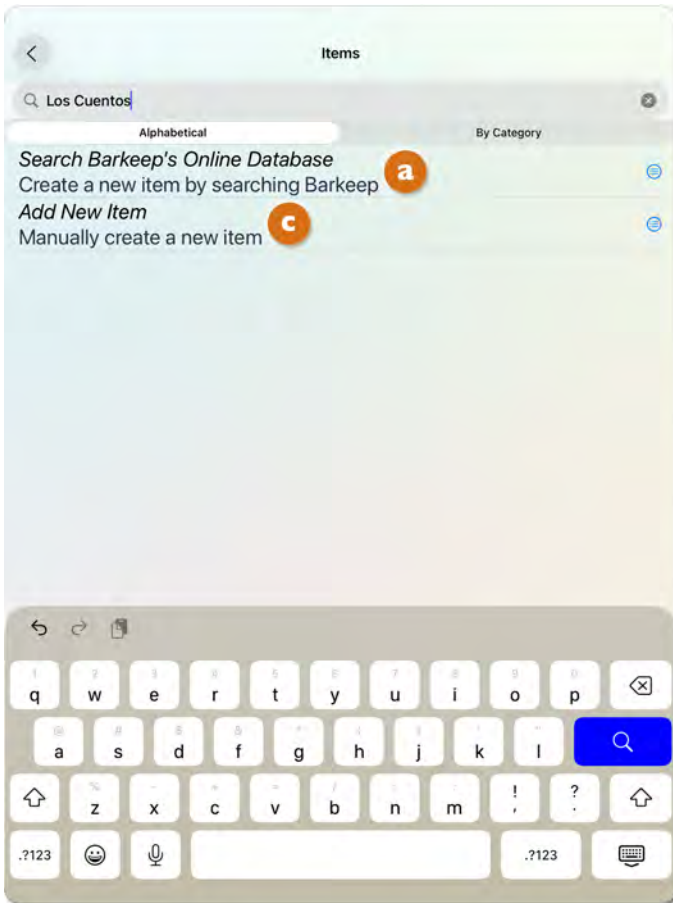 Items
Los Cuentos
Alphabetical By Category
Search Barkeep's Online Database
Create a new item by searching Barkeep
a
Add New Item
Manually create a new item
c
q w e r t y u i o p
a s d f g h j k l
z x c v b n m ! , ? .
.?123 .?123